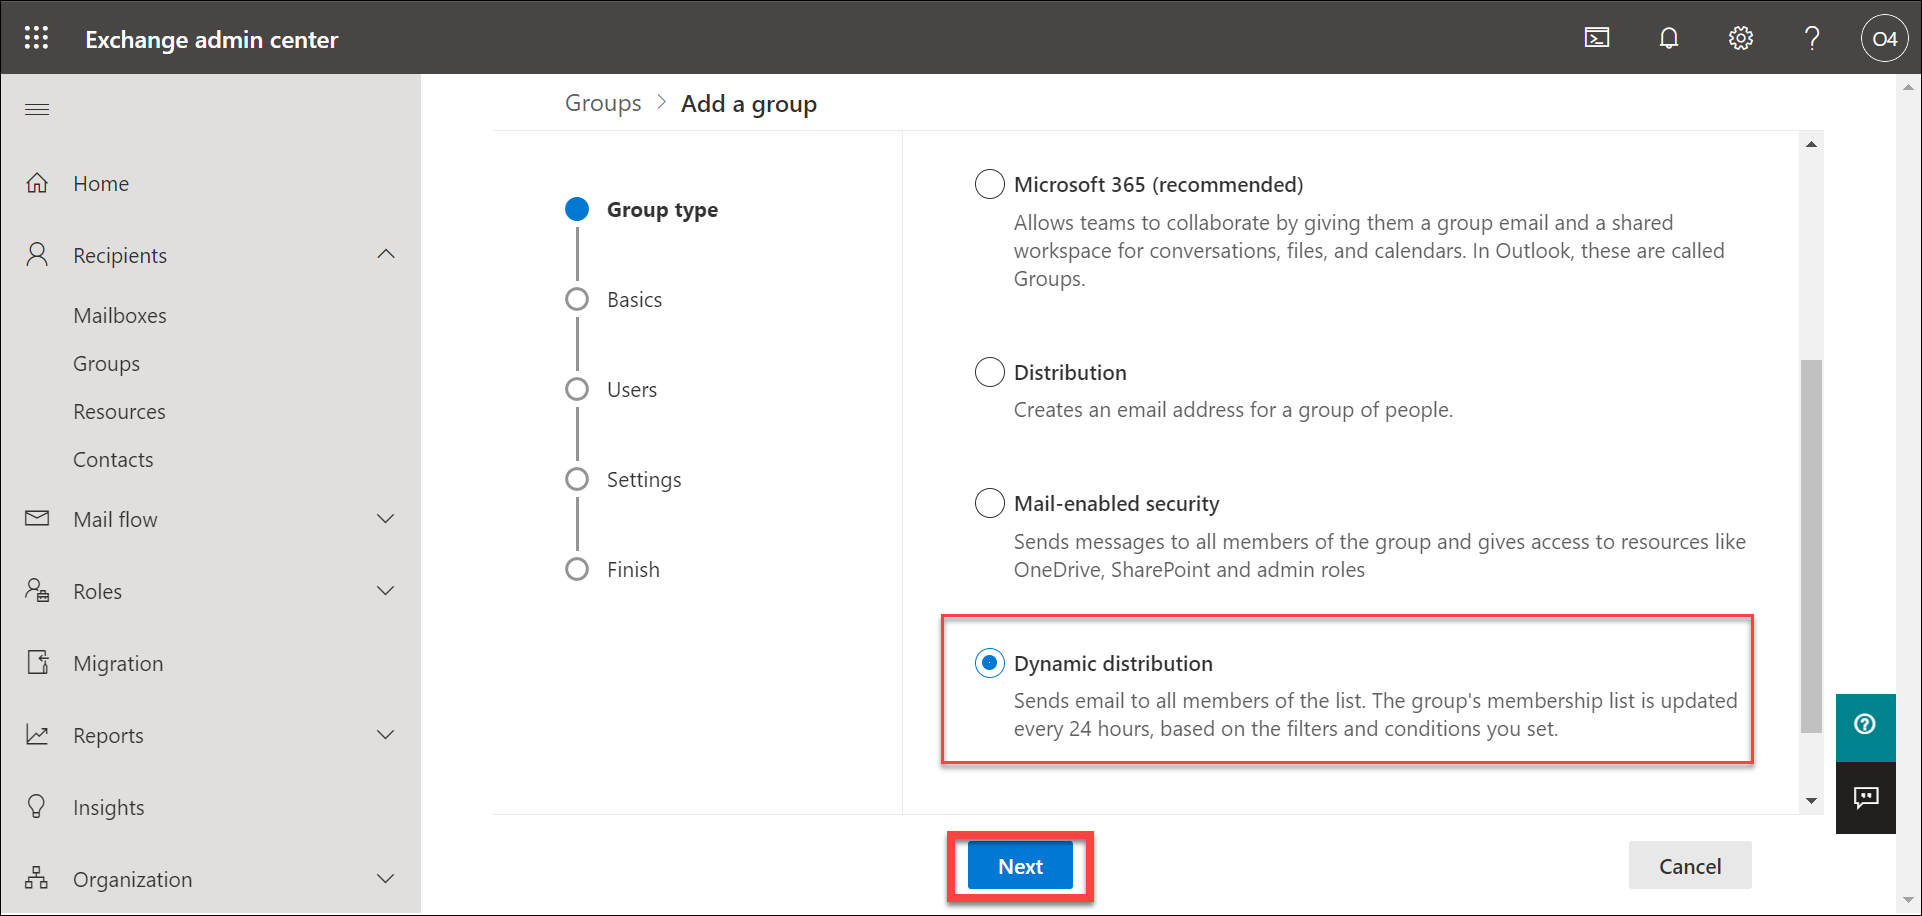 Exchange admin center
O4
Home
Recipients
Mailboxes
Groups
Resources
Contacts
Mail flow
Roles
Migration
Reports
Insights
Organization
Groups > Add a group
Group type
Basics
Users
Settings
Finish
Microsoft 365 (recommended)
Allows teams to collaborate by giving them a group email and a shared
workspace for conversations, files, and calendars. In Outlook, these are called
Groups.
Distribution
Creates an email address for a group of people.
Mail-enabled security
Sends messages to all members of the group and gives access to resources like
OneDrive, SharePoint and admin roles
Dynamic distribution
Sends email to all members of the list. The group's membership list is updated
every 24 hours, based on the filters and conditions you set.
Next
Cancel